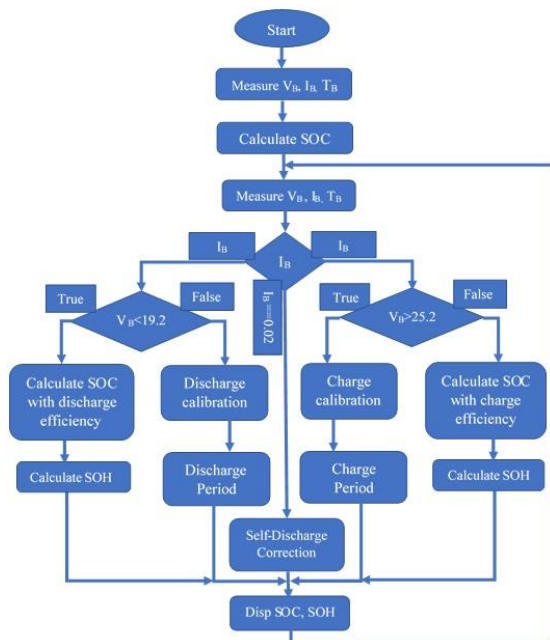 Start
Measure V_B, I_B, T_B
Calculate SOC
Measure V_B, I_B, T_B
I_B
I_B
I_B
I_B ==0.02
True
False
True
False
V_B<19.2
V_B>25.2
Calculate SOC
with discharge
efficiency
Discharge
calibration
Charge
calibration
Calculate SOC
with charge
efficiency
Calculate SOH
Discharge
Period
Charge
Period
Calculate SOH
Self-Discharge
Correction
Disp SOC, SOH